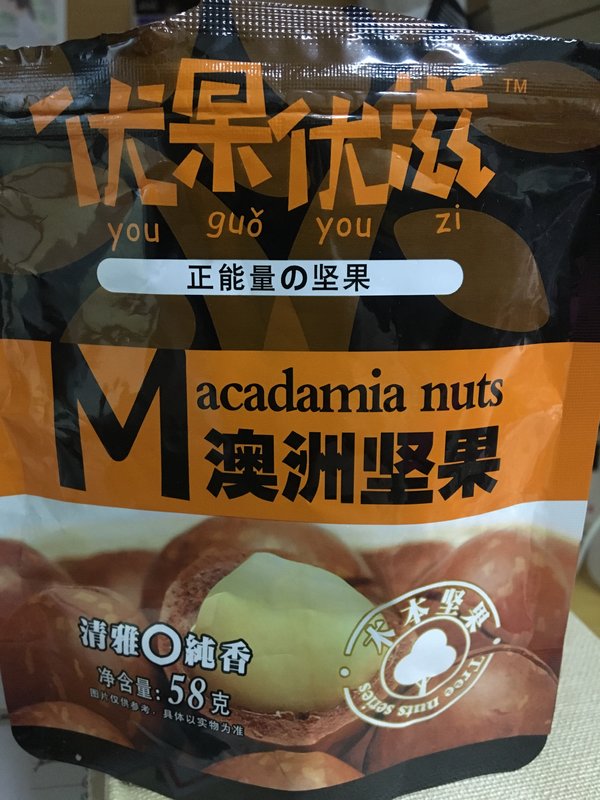 优果优滋 TM
you guǒ you zi
正能量の坚果
Macadamia nuts
澳洲坚果
清雅〇純香
净含量:58克
图片仅供参考,具体以实物为准
木本坚果
Tree nuts series